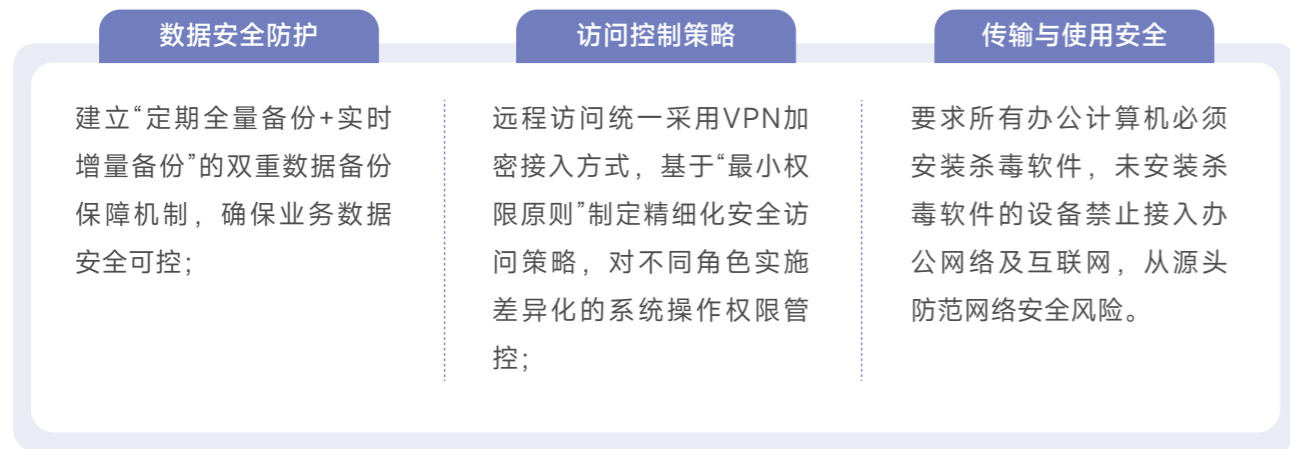 数据安全防护
建立“定期全量备份+实时
增量备份”的双重数据备份
保障机制，确保业务数据
安全可控；
访问控制策略
远程访问统一采用VPN加
密接入方式，基于“最小权
限原则”制定精细化安全访
问策略，对不同角色实施
差异化的系统操作权限管
控；
传输与使用安全
要求所有办公计算机必须
安装杀毒软件，未安装杀
毒软件的设备禁止接入办
公网络及互联网，从源头
防范网络安全风险。